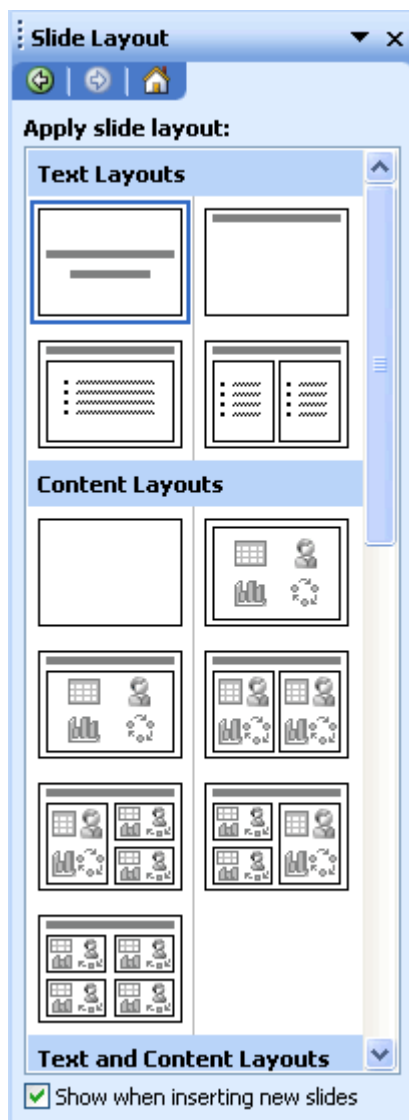 Slide Layout
Apply slide layout:
Text Layouts
Content Layouts
Text and Content Layouts
Show when inserting new slides